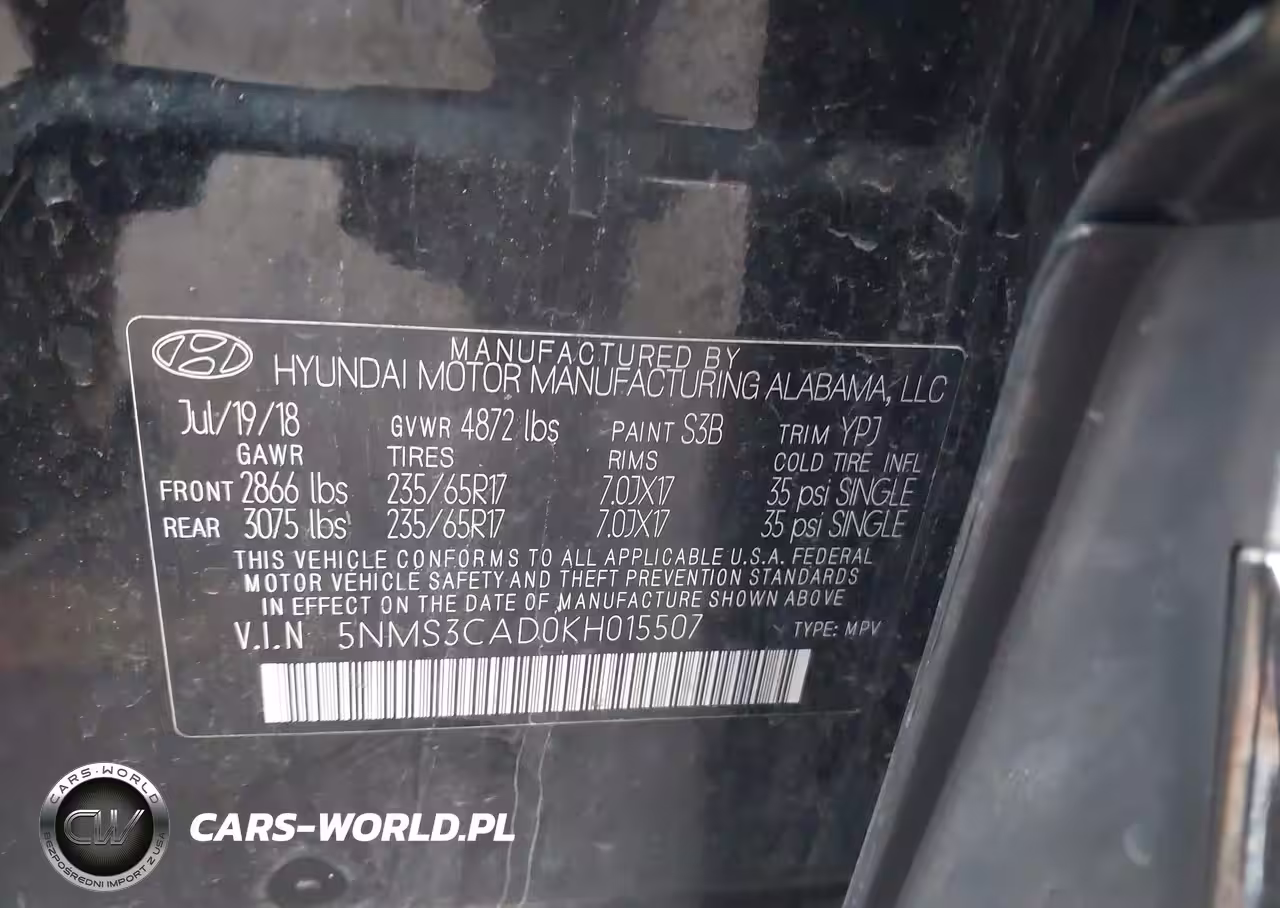 MANUFACTURED BY
HYUNDAI MOTOR MANUFACTURING ALABAMA, LLC
Jul/19/18 GVWR 4872 lbs PAINT S3B TRIM YPJ
GAWR TIRES RIMS COLD TIRE INFL
FRONT 2866 lbs 235/65R17 7.0JX17 35 psi SINGLE
REAR 3075 lbs 235/65R17 7.0JX17 35 psi SINGLE
THIS VEHICLE CONFORMS TO ALL APPLICABLE U.S.A. FEDERAL
MOTOR VEHICLE SAFETY AND THEFT PREVENTION STANDARDS
IN EFFECT ON THE DATE OF MANUFACTURE SHOWN ABOVE
V.I.N 5NMS3CAD0KH015507 TYPE: MPV
CARS-WORLD
CW
BEZPOŚREDNI IMPORT Z USA
CARS-WORLD.PL